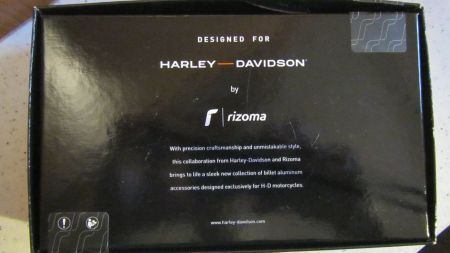 DESIGNED FOR
HARLEY—DAVIDSON
by
rizoma
With precision craftsmanship and unmistakable style,
this collaboration from Harley-Davidson and Rizoma
brings to life a sleek new collection of billet aluminum
accessories designed exclusively for H-D motorcycles.
www.harley-davidson.com